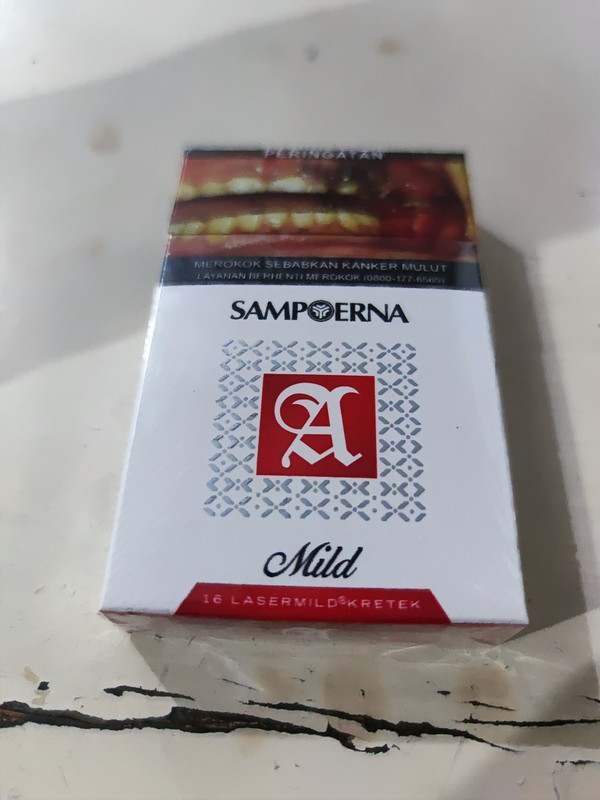 PERINGATAN
MEROKOK SEBABKAN KANKER MULUT
LAYANAN BERHENTI MEROKOK (0800-177-6565)
SAMPOERNA
A
Mild
16 LASERMILD® KRETEK